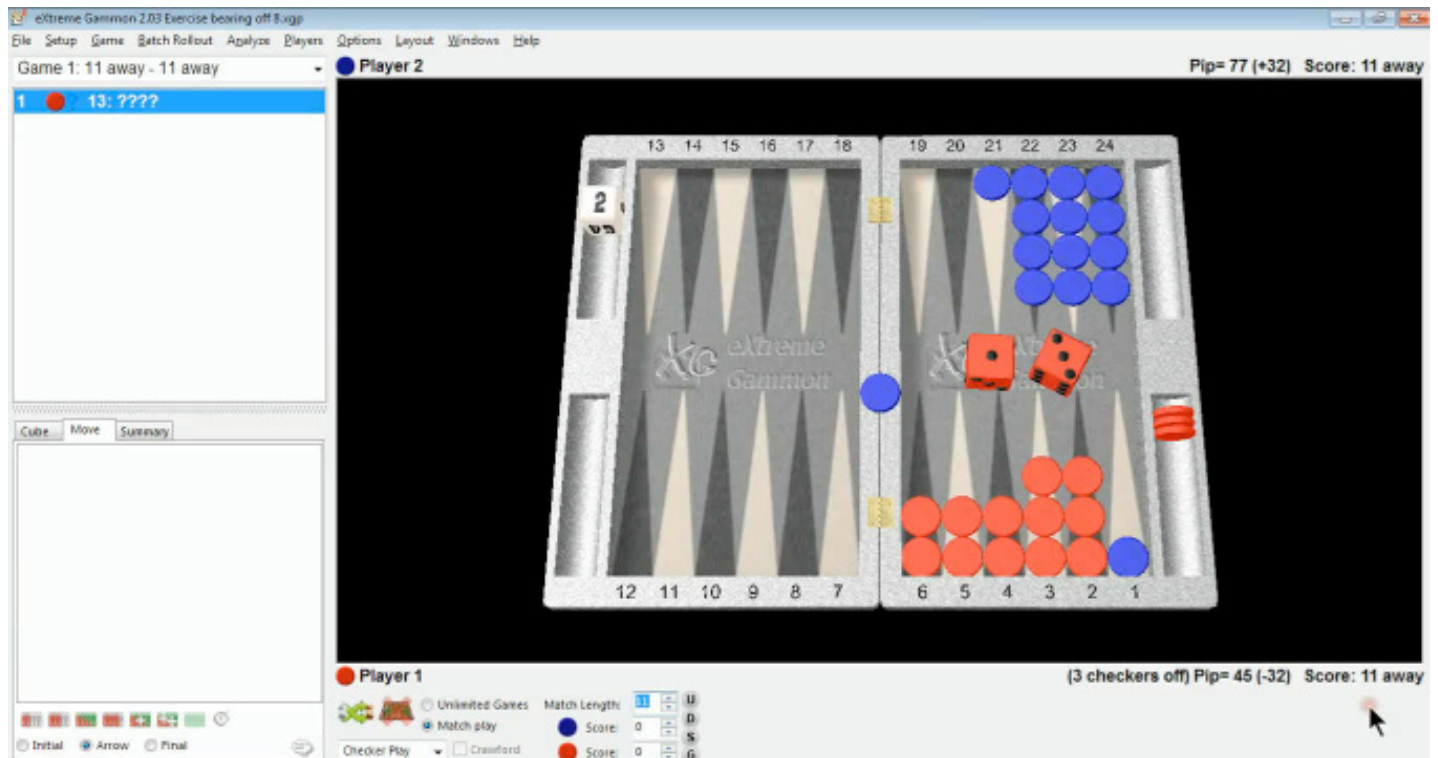 eXtreme Gammon 2.03 Exercise bearing off 8.xgp
File Setup Game Batch Rollout Analyze Players Options Layout Windows Help
Game 1: 11 away - 11 away
Player 2 Pip= 77 (+32) Score: 11 away
1 13: ????
13 14 15 16 17 18 19 20 21 22 23 24
2
XG eXtreme Gammon
Cube Move Summary
12 11 10 9 8 7 6 5 4 3 2 1
Player 1 (3 checkers off) Pip= 45 (-32) Score: 11 away
Unlimited Games Match Length: 11 U
Match play Score: 0 D
S
Initial Arrow Final Checker Play Crawford Score: 0 G